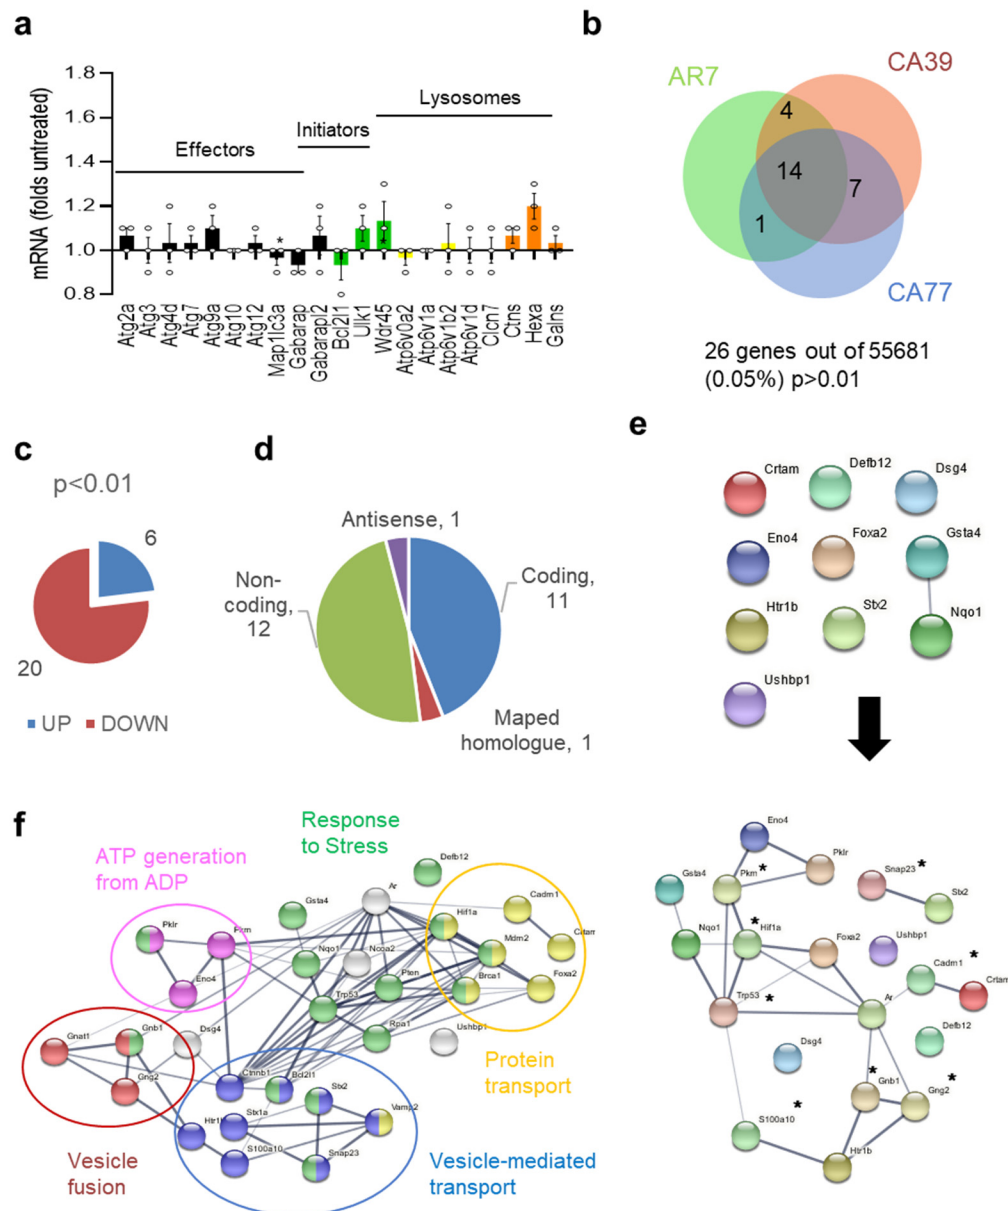 a
mRNA (folds untreated)
1.8
1.6
1.4
1.2
1.0
0.8
Effectors
Initiators
Lysosomes
*
*
Atg2a
Atg3
Atg4d
Atg7
Atg9a
Atg10
Atg12
Map1lc3a
Gabarap
Gabarapl2
Bcl2l1
Ulk1
Wdr45
Atp6v0a2
Atp6v1a
Atp6v1b2
Atp6v1d
Clcn7
Ctns
Hexa
Galns
b
AR7
CA39
CA77
4
14
7
1
26 genes out of 55681
(0.05%) p>0.01
c
p<0.01
6
20
UP
DOWN
d
Antisense, 1
Non-
coding,
12
Coding,
11
Maped
homologue, 1
e
Crtam
Defb12
Dsg4
Eno4
Foxa2
Gsta4
Htr1b
Stx2
Nqo1
Ushbp1
Eno4
Pklr
Pkm *
Snap23 *
Stx2
Gsta4
Nqo1
Hif1a
*
Foxa2
Ushbp1
Cadm1 *
Crtam
Trp53 *
Ar
Defb12
Dsg4
*
Gnb1
*
Gng2
S100a10 *
Htr1b
f
ATP generation
from ADP
Response
to Stress
Protein
transport
Vesicle
fusion
Vesicle-mediated
transport
Defb12
Ar
Gsta4
Cadm1
Hif1a
Pklr
Pkm
Crtam
Mdm2
Nqo1
Ncoa2
Eno4
Pten
Brca1
Foxa2
Trp53
Gnb1
Dsg4
Rpa1
Ushbp1
Gnat1
Gng2
Ctnnb1
Bcl2l1
Stx2
Stx1a
Vamp2
S100a10
Snap23